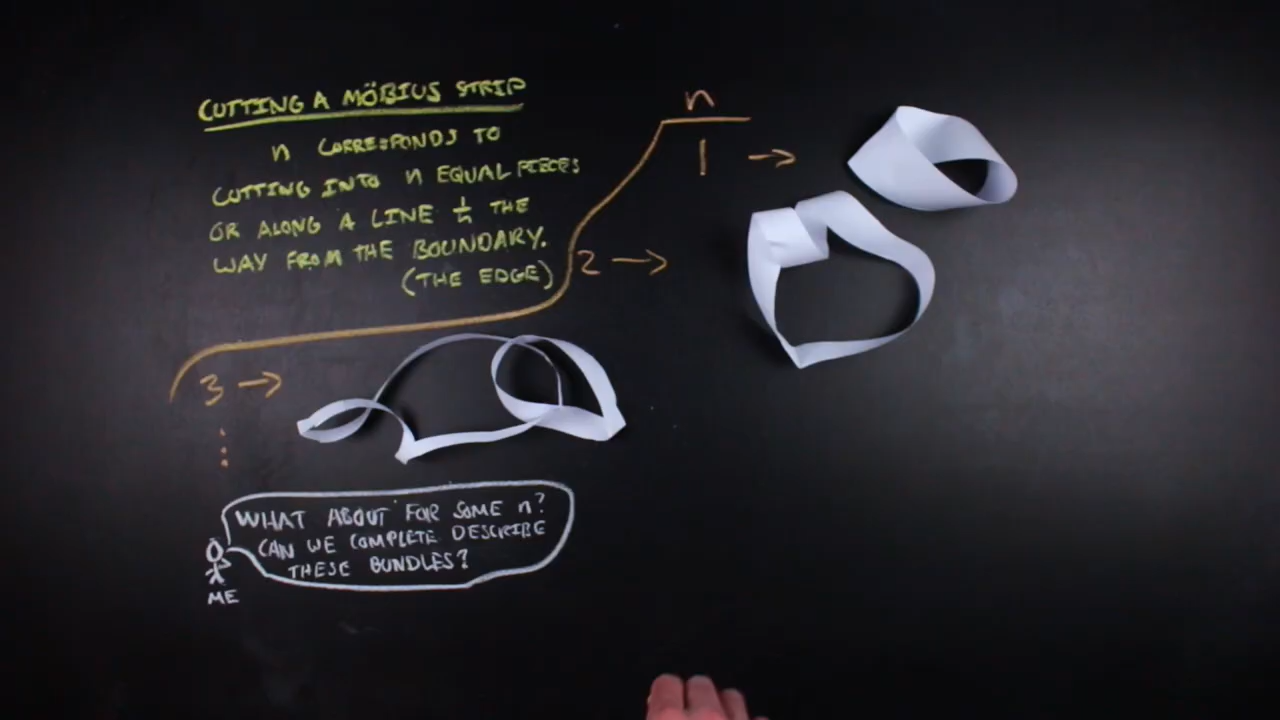 CUTTING A MÖBIUS STRIP
n CORRESPONDS TO
CUTTING INTO n EQUAL PIECES
OR ALONG A LINE 1/n THE
WAY FROM THE BOUNDARY.
(THE EDGE)
n
1 →
2 →
3 →
⋮
WHAT ABOUT FOR SOME n?
CAN WE COMPLETE DESCRIBE
THESE BUNDLES?
ME